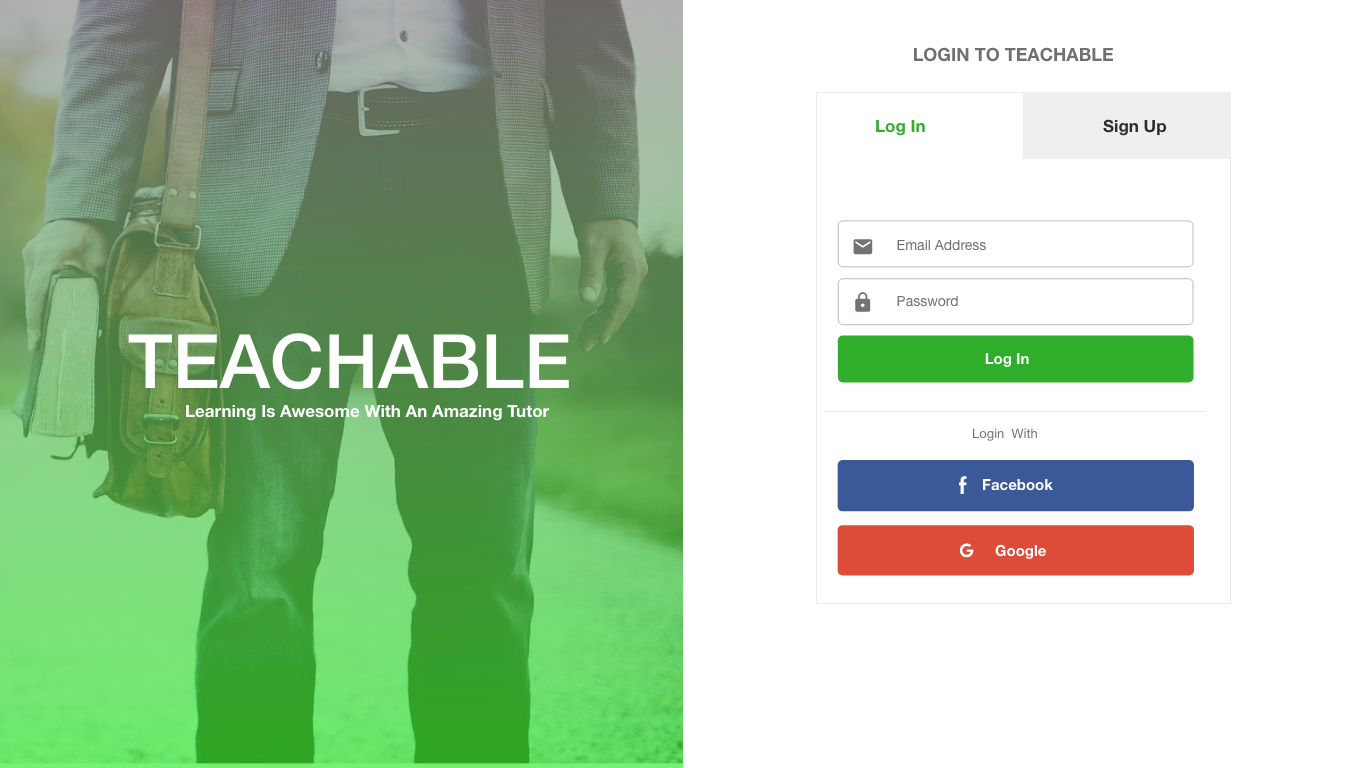 TEACHABLE
Learning Is Awesome With An Amazing Tutor
LOGIN TO TEACHABLE
Log In
Sign Up
Email Address
Password
Log In
Login With
Facebook
Google